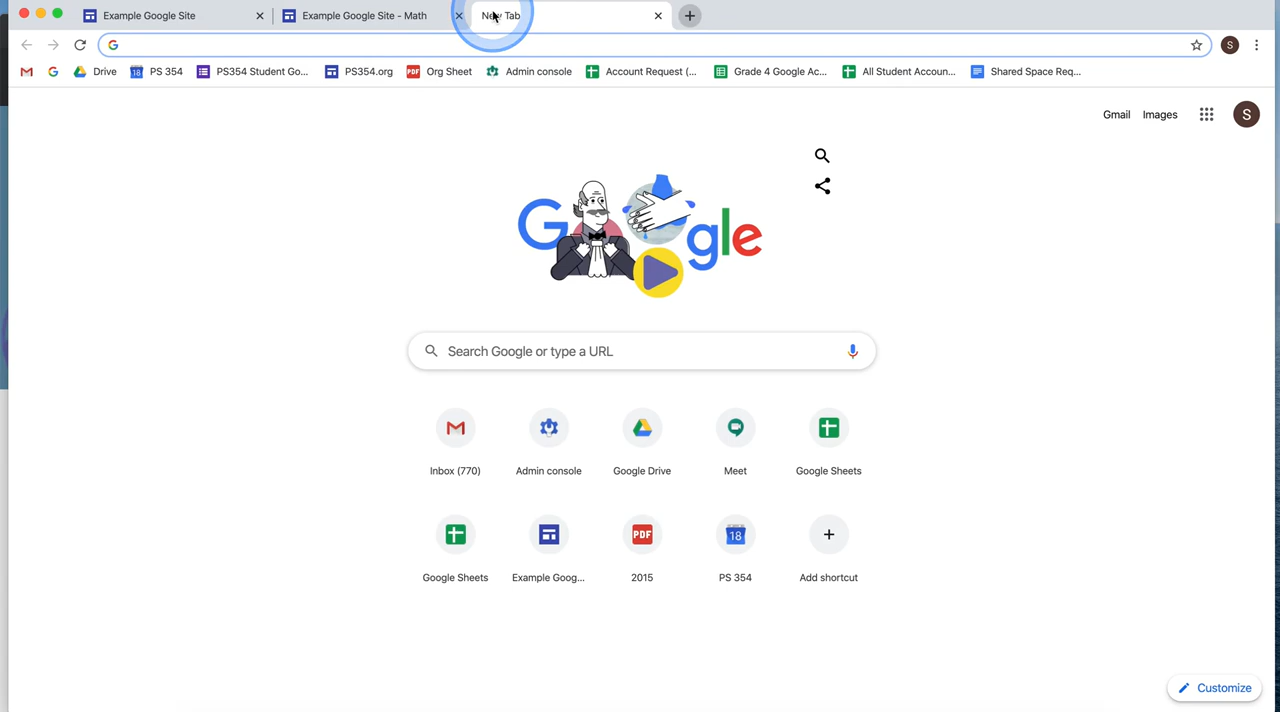 Example Google Site
Example Google Site - Math
New Tab
Drive
PS 354
PS354 Student Go...
PS354.org
Org Sheet
Admin console
Account Request (...
Grade 4 Google Ac...
All Student Accoun...
Shared Space Req...
Gmail
Images
S
Google
Search Google or type a URL
Inbox (770)
Admin console
Google Drive
Meet
Google Sheets
Google Sheets
Example Goog...
2015
PS 354
Add shortcut
Customize